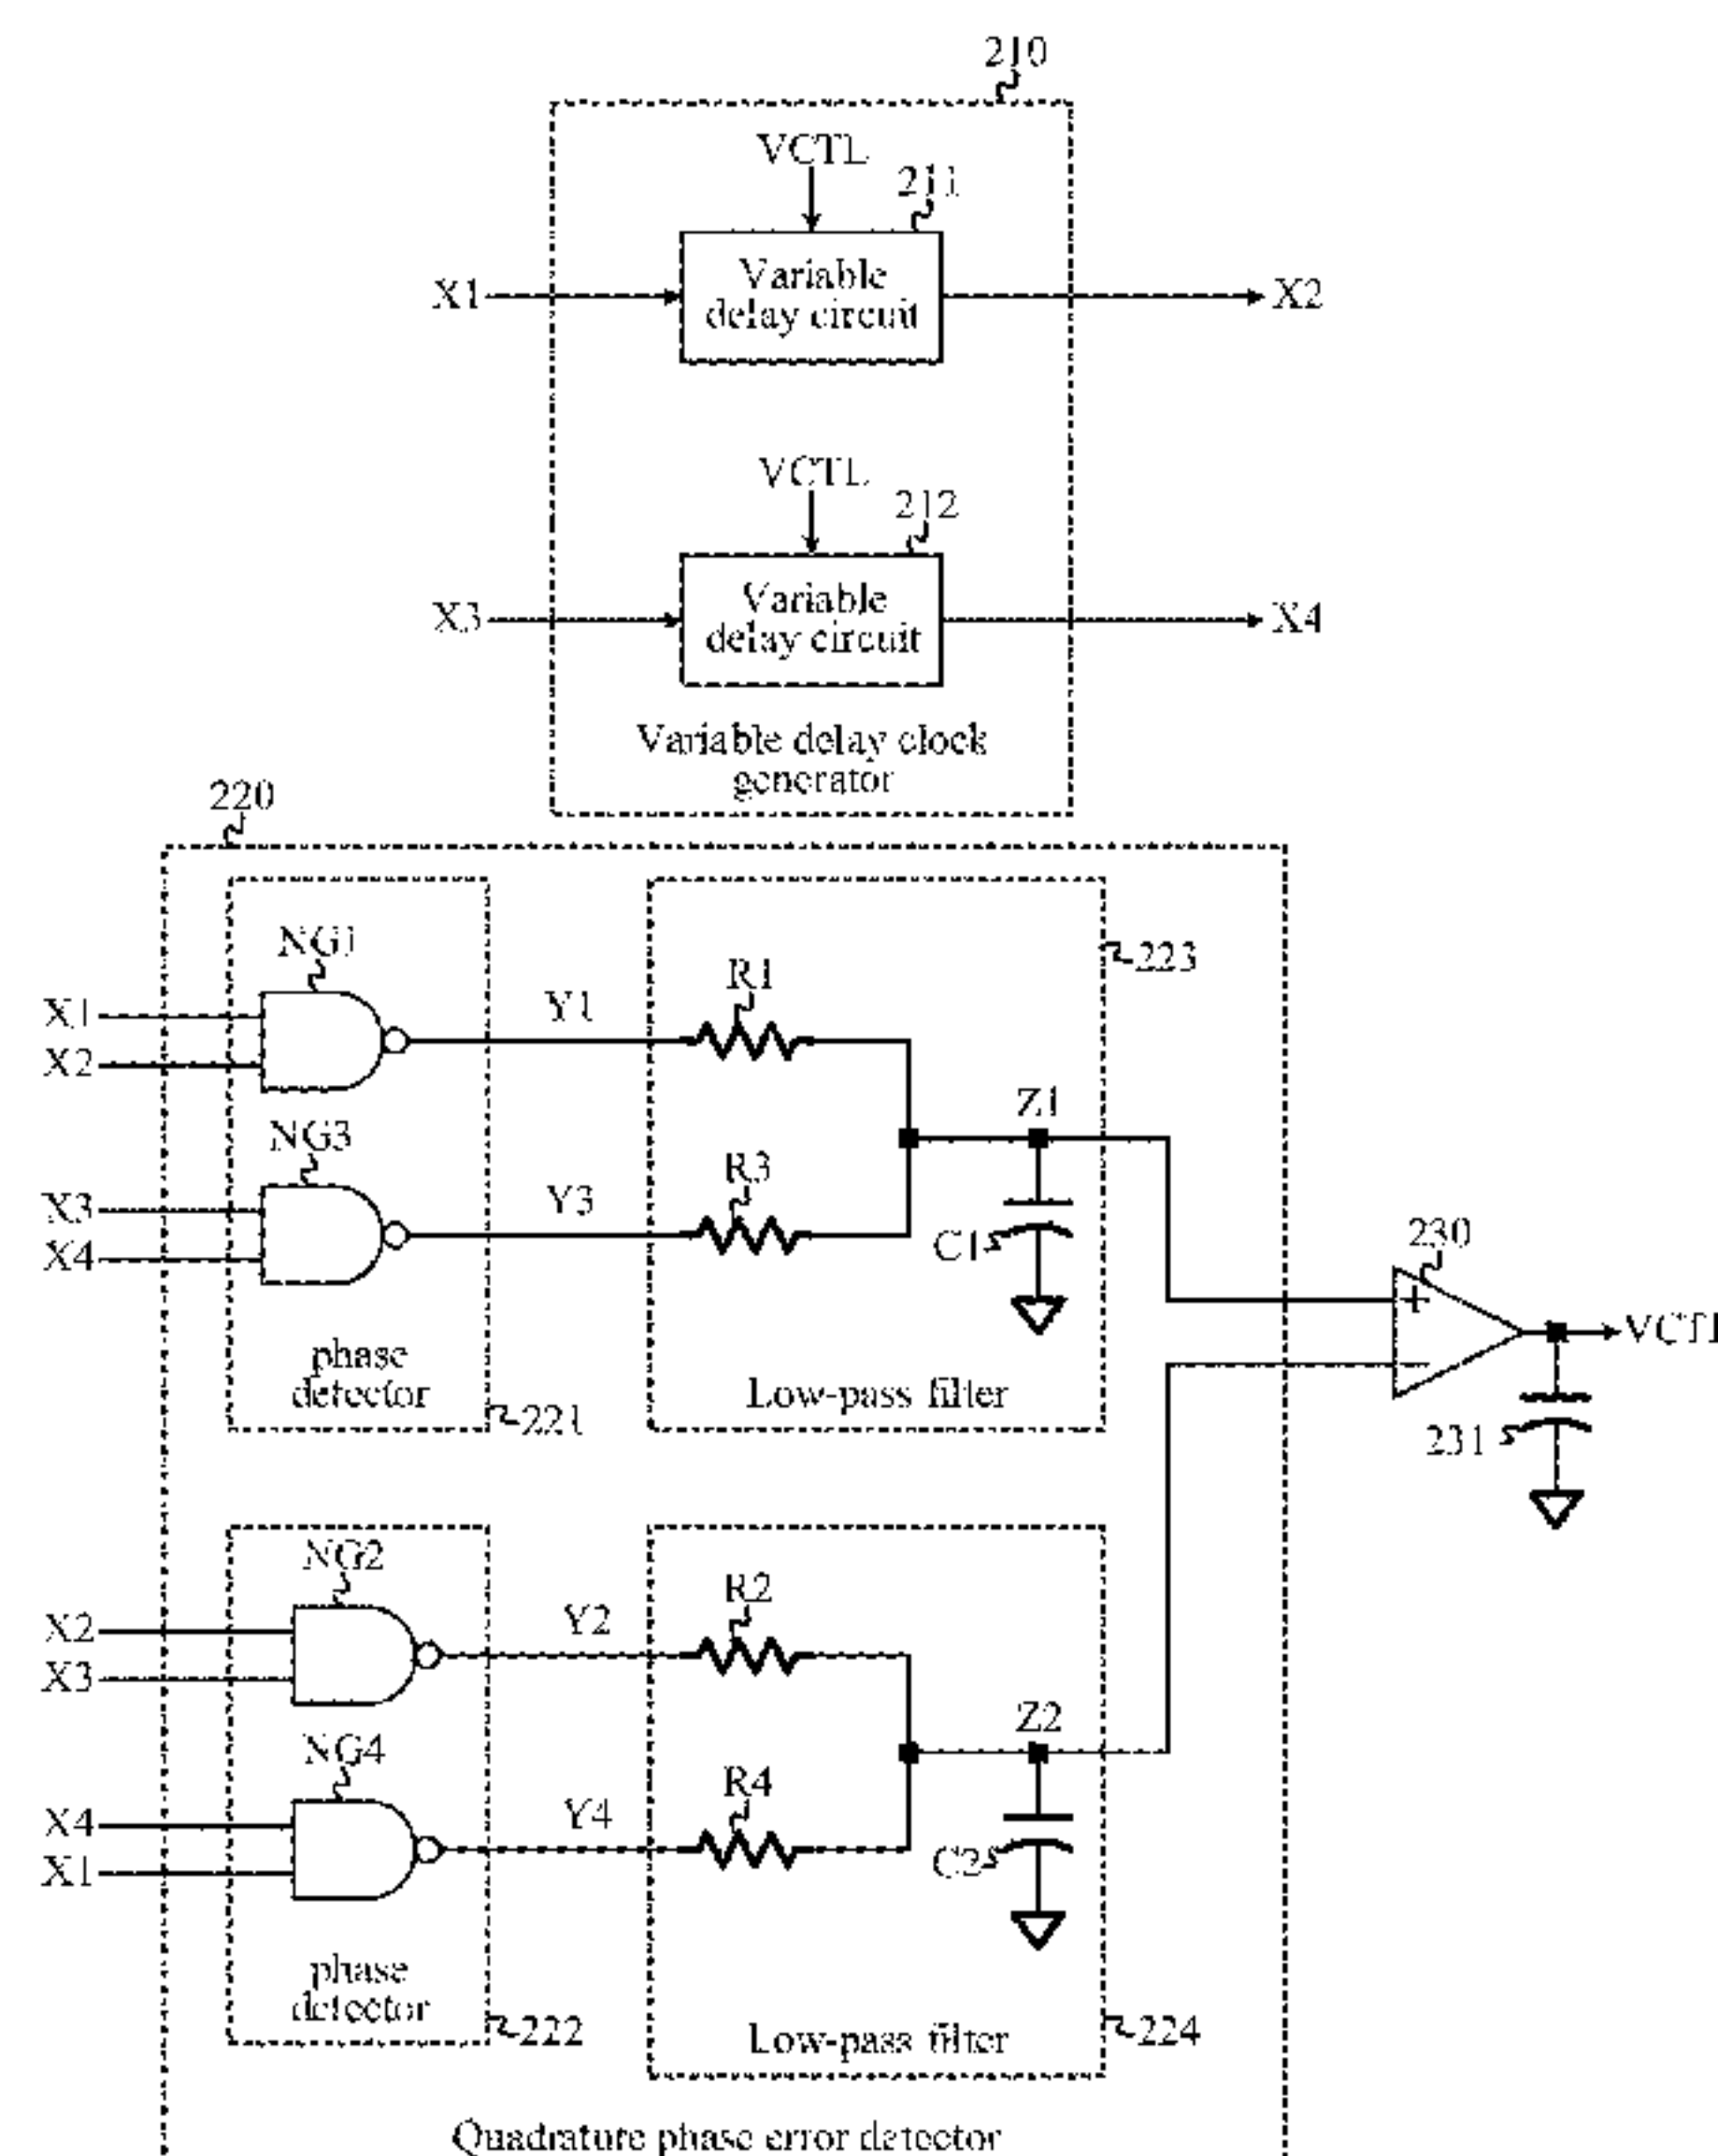 210
VCTL
211
X1
Variable
delay circuit
X2
VCTL
212
X3
Variable
delay circuit
X4
Variable delay clock
generator
220
NG1
X1
X2
Y1
R1
223
Z1
NG3
X3
X4
Y3
R3
C1
230
+
−
VCTL
231
phase
detector
221
Low-pass filter
NG2
X2
X3
Y2
R2
Z2
NG4
X4
X1
Y4
R4
C2
phase
detector
222
Low-pass filter
224
Quadrature phase error detector